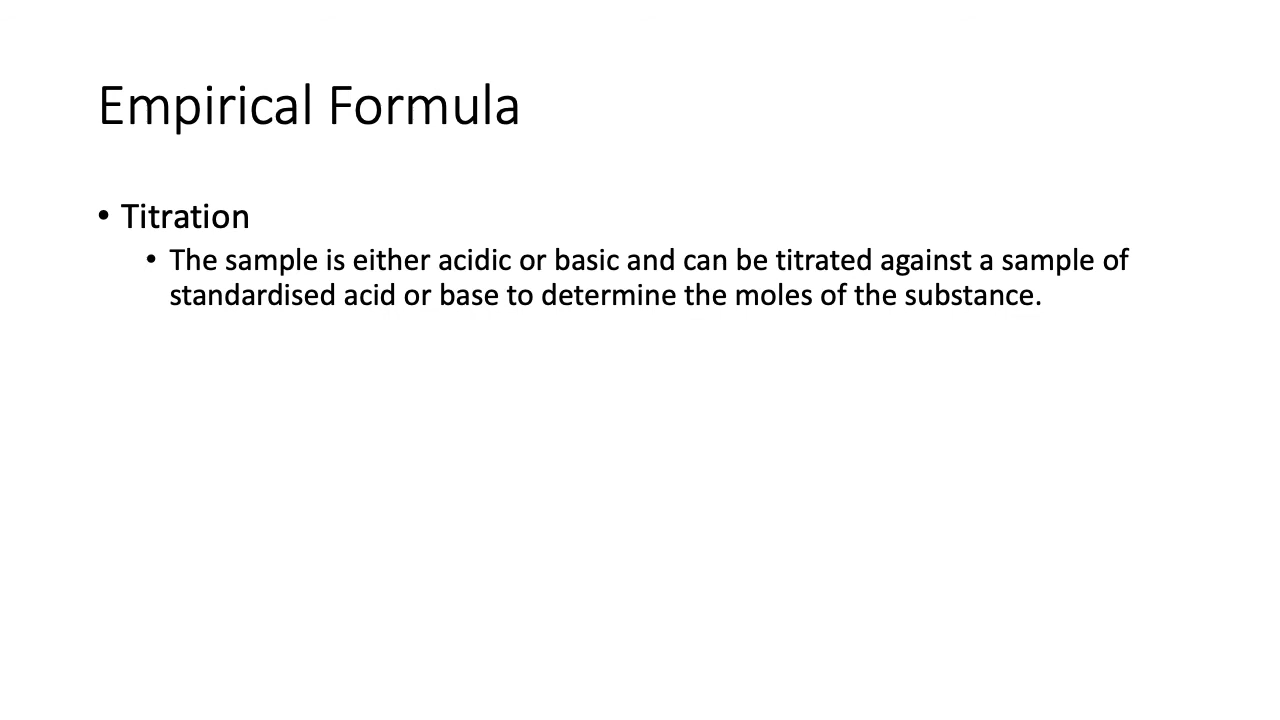 Empirical Formula
• Titration
• The sample is either acidic or basic and can be titrated against a sample of
standardised acid or base to determine the moles of the substance.